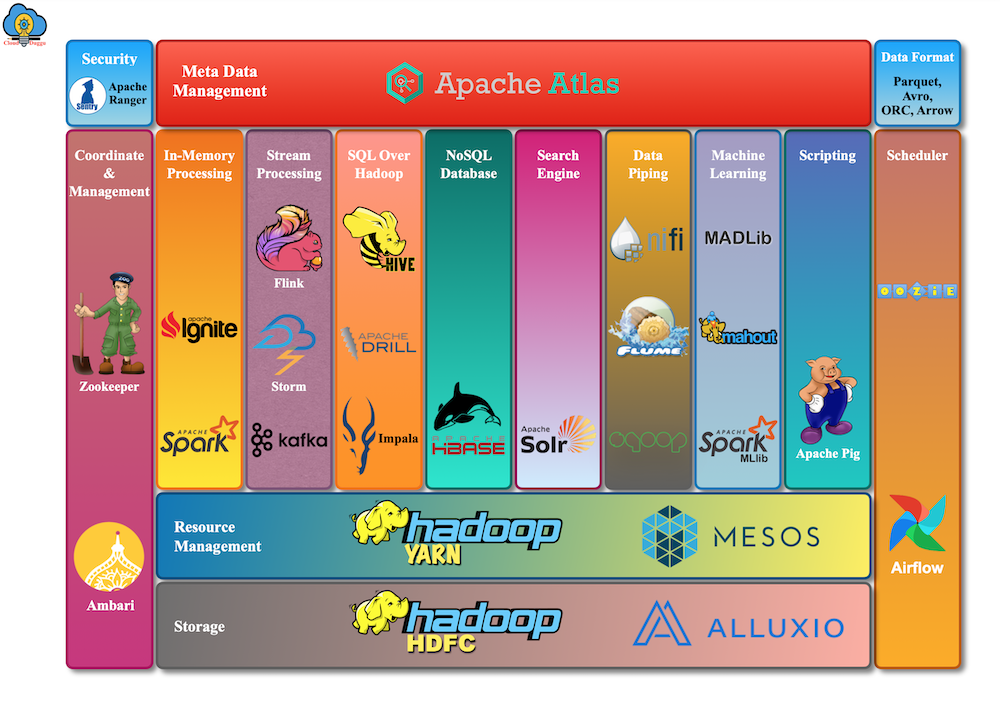 Cloud Duggu
Security
Sentry
Apache
Ranger
Meta Data
Management
Apache Atlas
Data Format
Parquet,
Avro,
ORC, Arrow
Coordinate
&
Management
ZOO
Zookeeper
Ambari
In-Memory
Processing
apache
Ignite
APACHE
Spark
Stream
Processing
Flink
Storm
kafka
SQL Over
Hadoop
HIVE
APACHE
DRILL
Impala
NoSQL
Database
APACHE
HBASE
Search
Engine
Apache
Solr
Data
Piping
nifi
FLUME
sqoop
Machine
Learning
MADLib
mahout
APACHE
Spark
MLlib
Scripting
Apache Pig
Scheduler
OOZIE
Airflow
Resource
Management
hadoop
YARN
MESOS
Storage
hadoop
HDFC
ALLUXIO